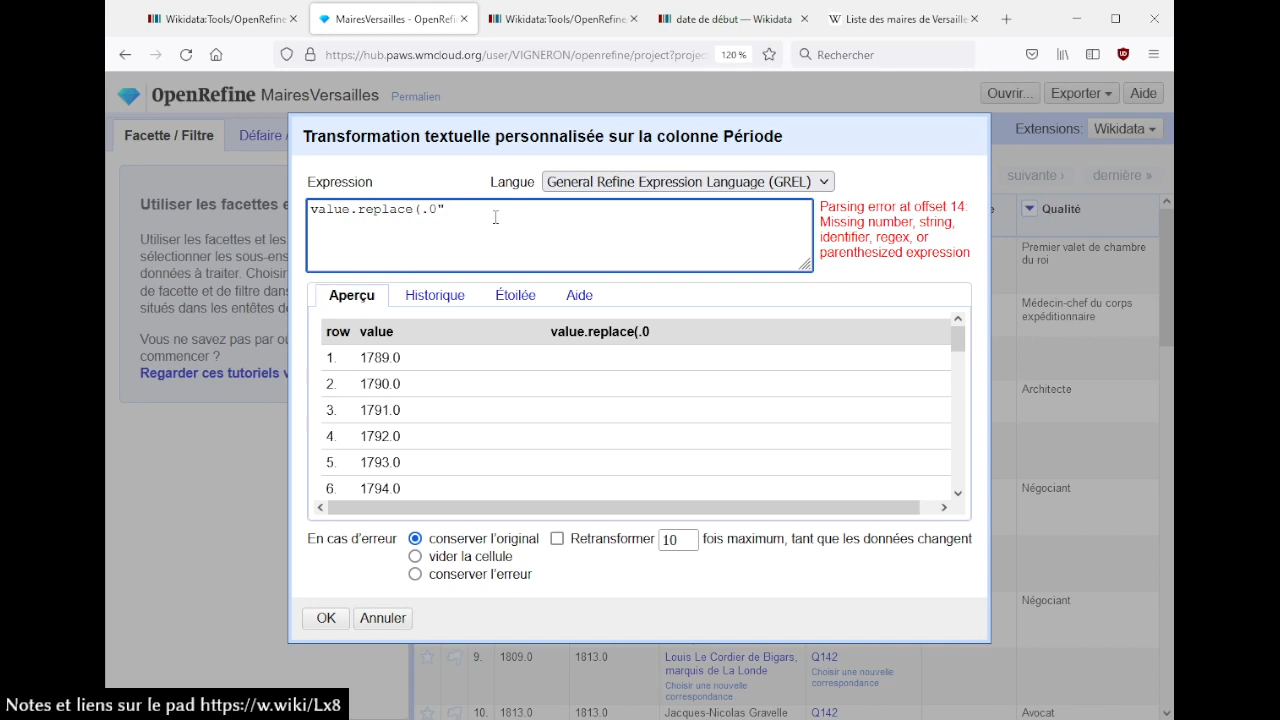 Wikidata:Tools/OpenRefine
MairesVersailles - OpenRefi
Wikidata:Tools/OpenRefine
date de début — Wikidata
Liste des maires de Versaille
https://hub.paws.wmcloud.org/user/VIGNERON/openrefine/project?projec
120 %
Rechercher
OpenRefine MairesVersailles Permalien
Ouvrir... Exporter Aide
Facette / Filtre Défaire /
Extensions: Wikidata
suivante › dernière »
Transformation textuelle personnalisée sur la colonne Période
Expression Langue General Refine Expression Language (GREL)
value.replace(.0"
Parsing error at offset 14:
Missing number, string,
identifier, regex, or
parenthesized expression
Aperçu Historique Étoilée Aide
row value value.replace(.0
1. 1789.0
2. 1790.0
3. 1791.0
4. 1792.0
5. 1793.0
6. 1794.0
En cas d'erreur conserver l'original Retransformer 10 fois maximum, tant que les données changent
vider la cellule
conserver l'erreur
OK Annuler
Utiliser les facettes e
Utiliser les facettes et les
sélectionner les sous-ens
données à traiter. Choisir
de facette et de filtre dans
situés dans les entêtes d
Vous ne savez pas par ou
commencer ?
Regarder ces tutoriels v
Qualité
Premier valet de chambre
du roi
Médecin-chef du corps
expéditionnaire
Architecte
Négociant
Négociant
9. 1809.0 1813.0 Louis Le Cordier de Bigars, Q142
marquis de La Londe Choisir une nouvelle
Choisir une nouvelle correspondance
correspondance
10. 1813.0 1813.0 Jacques-Nicolas Gravelle Q142 Avocat
Notes et liens sur le pad https://w.wiki/Lx8